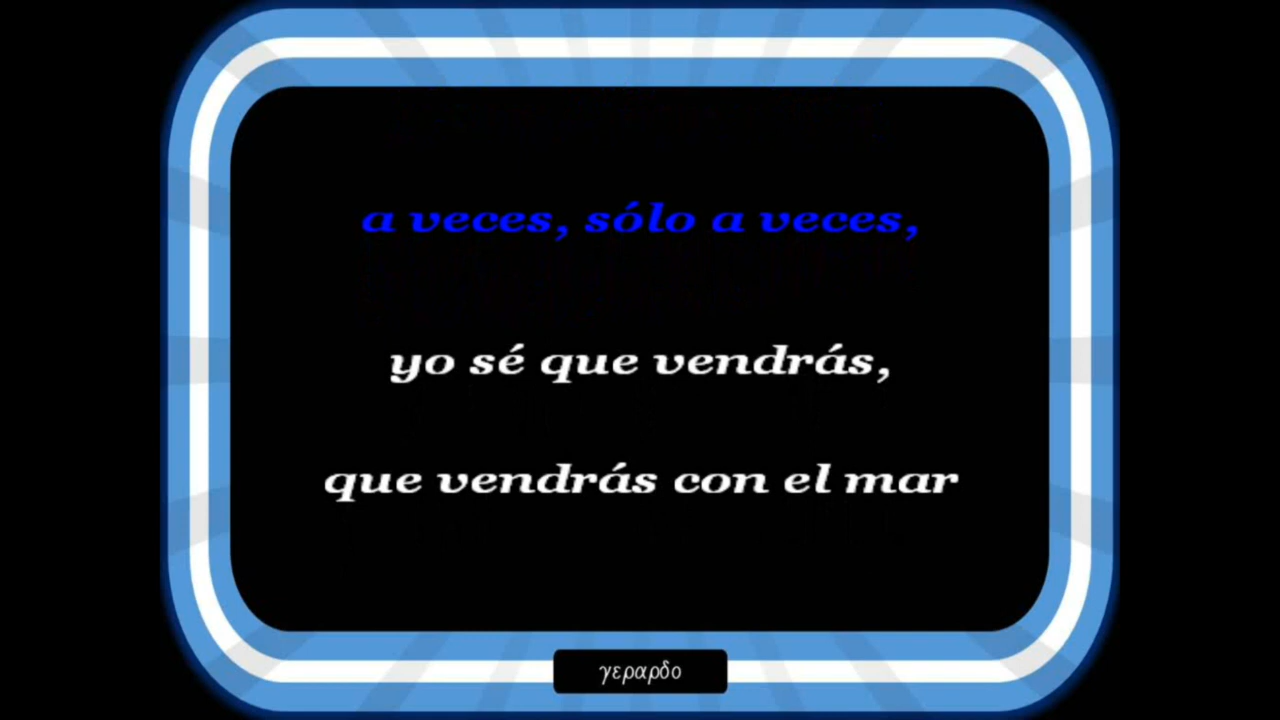 a veces, sólo a veces,
yo sé que vendrás,
que vendrás con el mar
γεραρδο